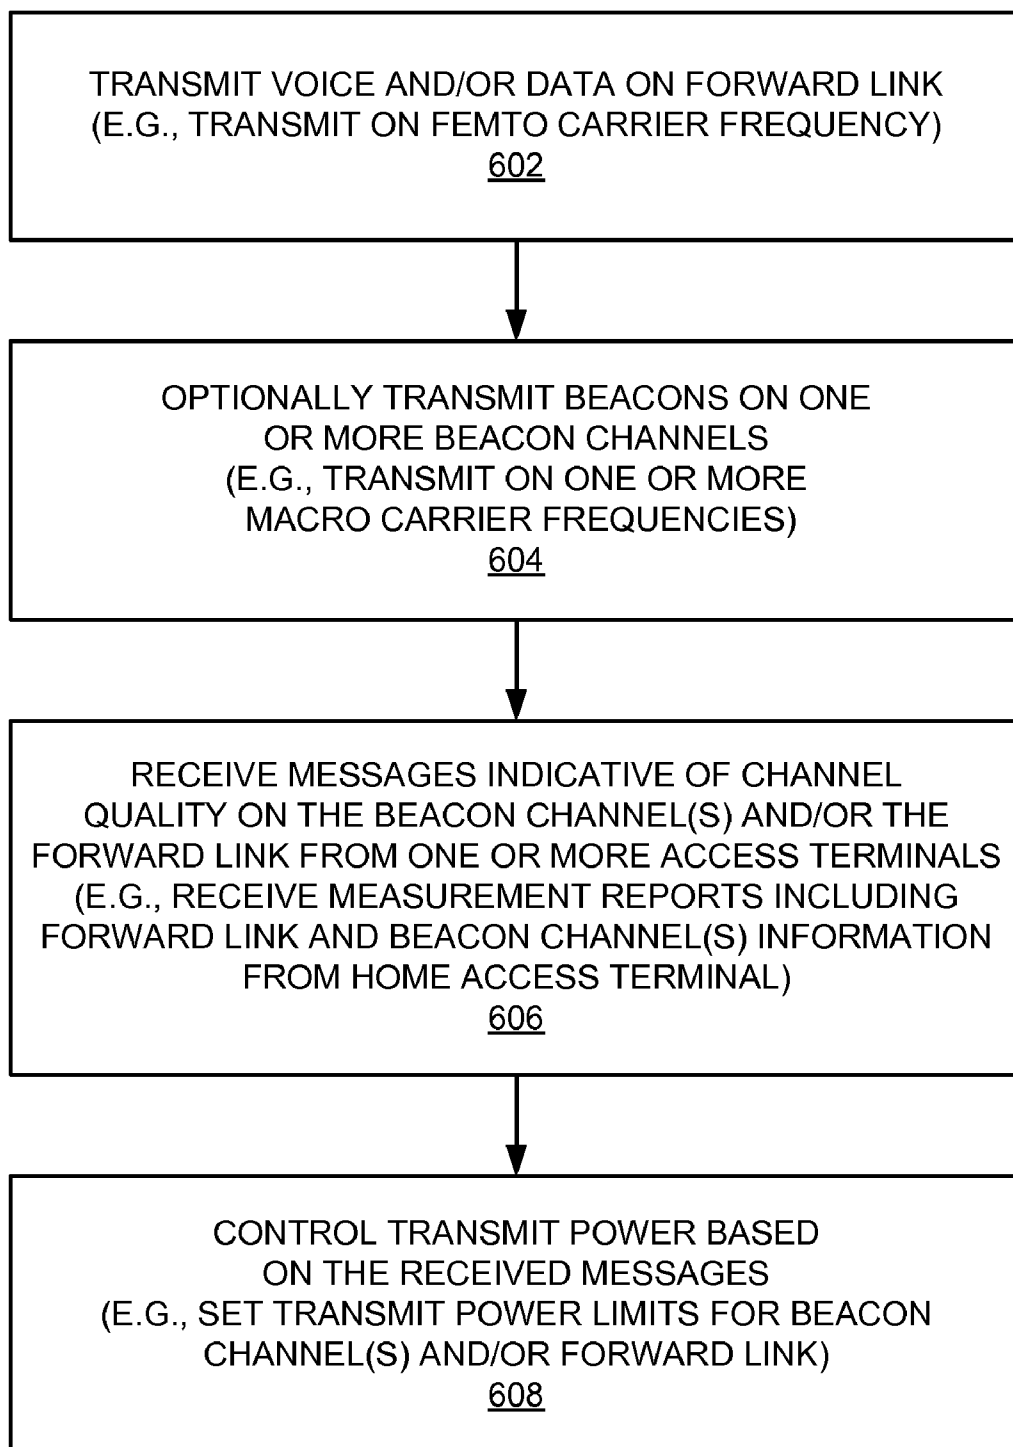 TRANSMIT VOICE AND/OR DATA ON FORWARD LINK
(E.G., TRANSMIT ON FEMTO CARRIER FREQUENCY)
602
OPTIONALLY TRANSMIT BEACONS ON ONE
OR MORE BEACON CHANNELS
(E.G., TRANSMIT ON ONE OR MORE
MACRO CARRIER FREQUENCIES)
604
RECEIVE MESSAGES INDICATIVE OF CHANNEL
QUALITY ON THE BEACON CHANNEL(S) AND/OR THE
FORWARD LINK FROM ONE OR MORE ACCESS TERMINALS
(E.G., RECEIVE MEASUREMENT REPORTS INCLUDING
FORWARD LINK AND BEACON CHANNEL(S) INFORMATION
FROM HOME ACCESS TERMINAL)
606
CONTROL TRANSMIT POWER BASED
ON THE RECEIVED MESSAGES
(E.G., SET TRANSMIT POWER LIMITS FOR BEACON
CHANNEL(S) AND/OR FORWARD LINK)
608